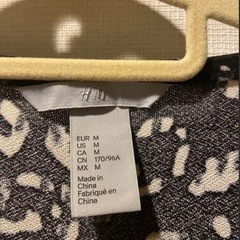 H&M
EUR M
US M
CA M
CN 170/96A
MX M
Made in
China
Fabriqué en
Chine